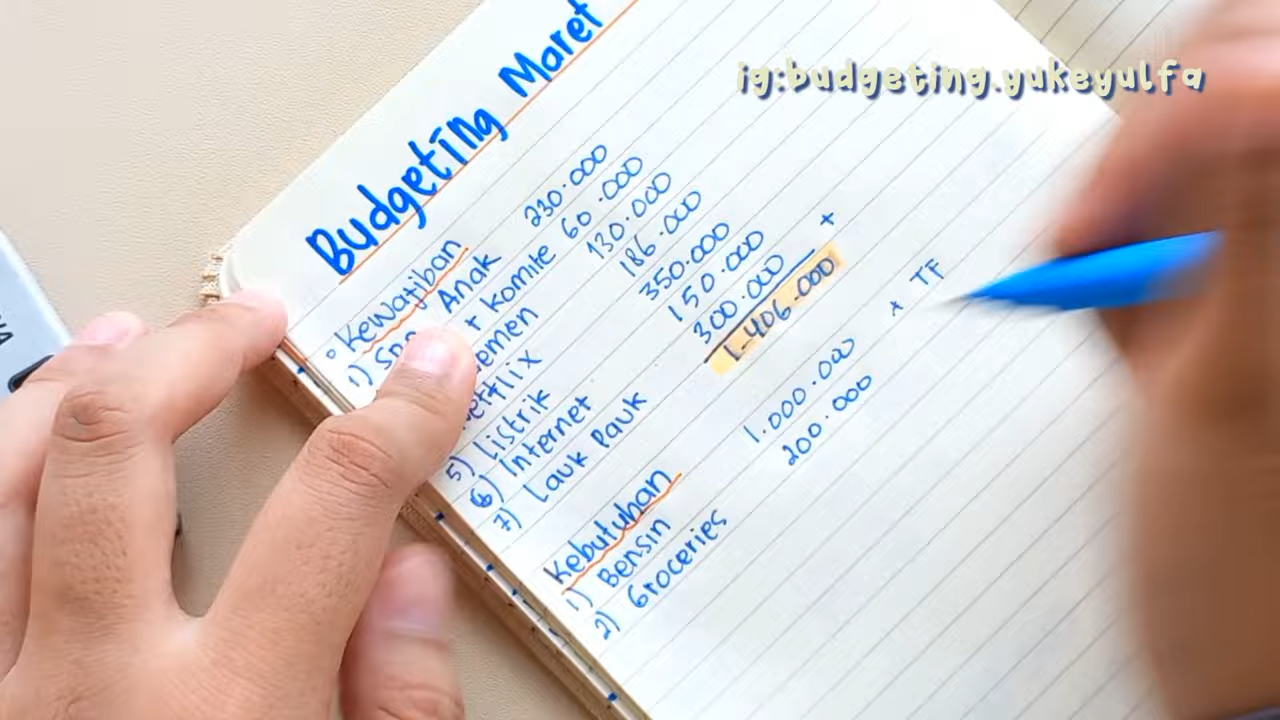 ig:budgeting.yukeyulfa
Budgeting Maret
Kewajiban
1) Anak 230.000
+ komite 60.000
130.000
186.000
5) Listrik 350.000
6) Internet 150.000
7) Lauk Pauk 300.000 +
1.406.000
Kebutuhan
1) Bensin 1.000.000 TF
2) Groceries 200.000